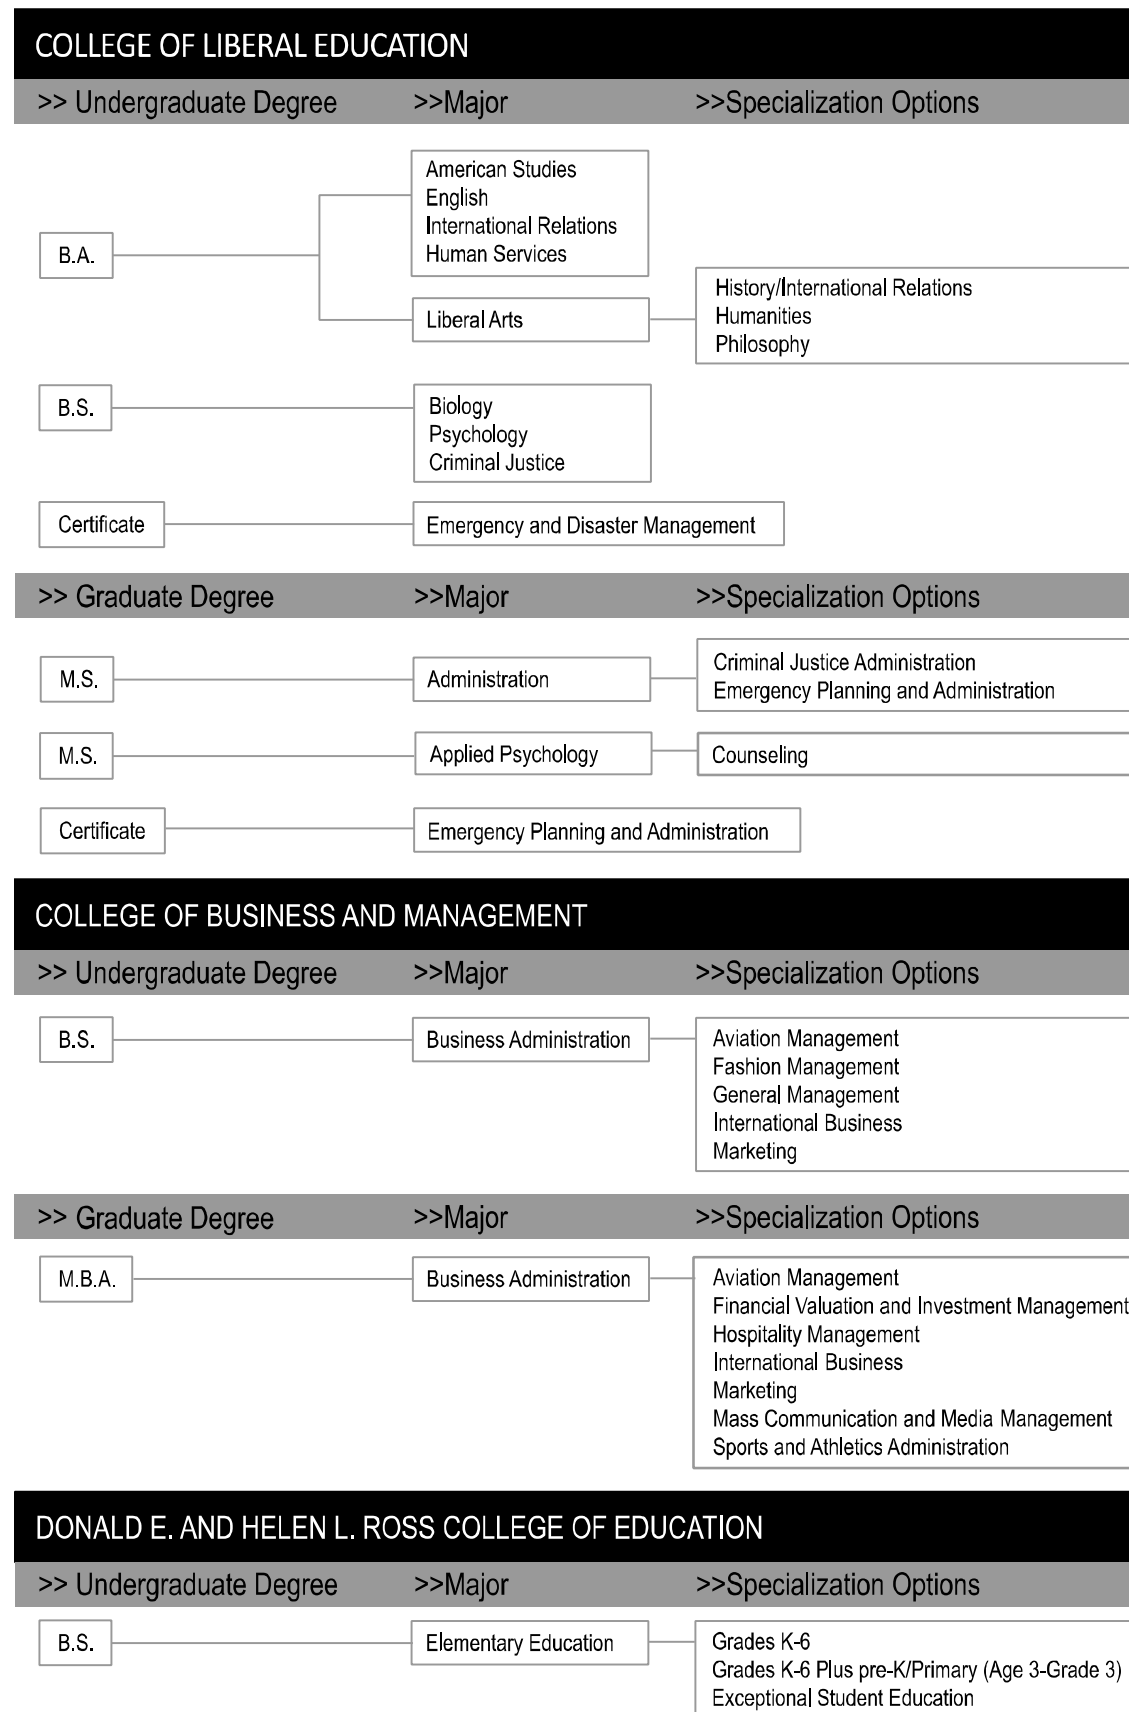 COLLEGE OF LIBERAL EDUCATION
>> Undergraduate Degree >>Major >>Specialization Options
American Studies
English
International Relations
Human Services
B.A.
History/International Relations
Humanities
Philosophy
Liberal Arts
B.S.
Biology
Psychology
Criminal Justice
Certificate Emergency and Disaster Management
>> Graduate Degree >>Major >>Specialization Options
M.S. Administration
Criminal Justice Administration
Emergency Planning and Administration
M.S. Applied Psychology Counseling
Certificate Emergency Planning and Administration
COLLEGE OF BUSINESS AND MANAGEMENT
>> Undergraduate Degree >>Major >>Specialization Options
B.S. Business Administration Aviation Management
Fashion Management
General Management
International Business
Marketing
>> Graduate Degree >>Major >>Specialization Options
M.B.A. Business Administration Aviation Management
Financial Valuation and Investment Management
Hospitality Management
International Business
Marketing
Mass Communication and Media Management
Sports and Athletics Administration
DONALD E. AND HELEN L. ROSS COLLEGE OF EDUCATION
>> Undergraduate Degree >>Major >>Specialization Options
B.S. Elementary Education Grades K-6
Grades K-6 Plus pre-K/Primary (Age 3-Grade 3)
Exceptional Student Education